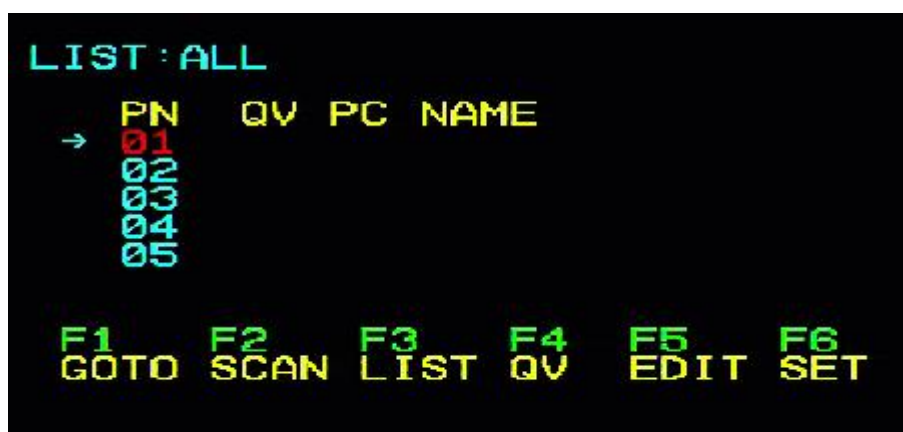 LIST:ALL
PN QV PC NAME
→ 01
02
03
04
05
F1 F2 F3 F4 F5 F6
GOTO SCAN LIST QV EDIT SET